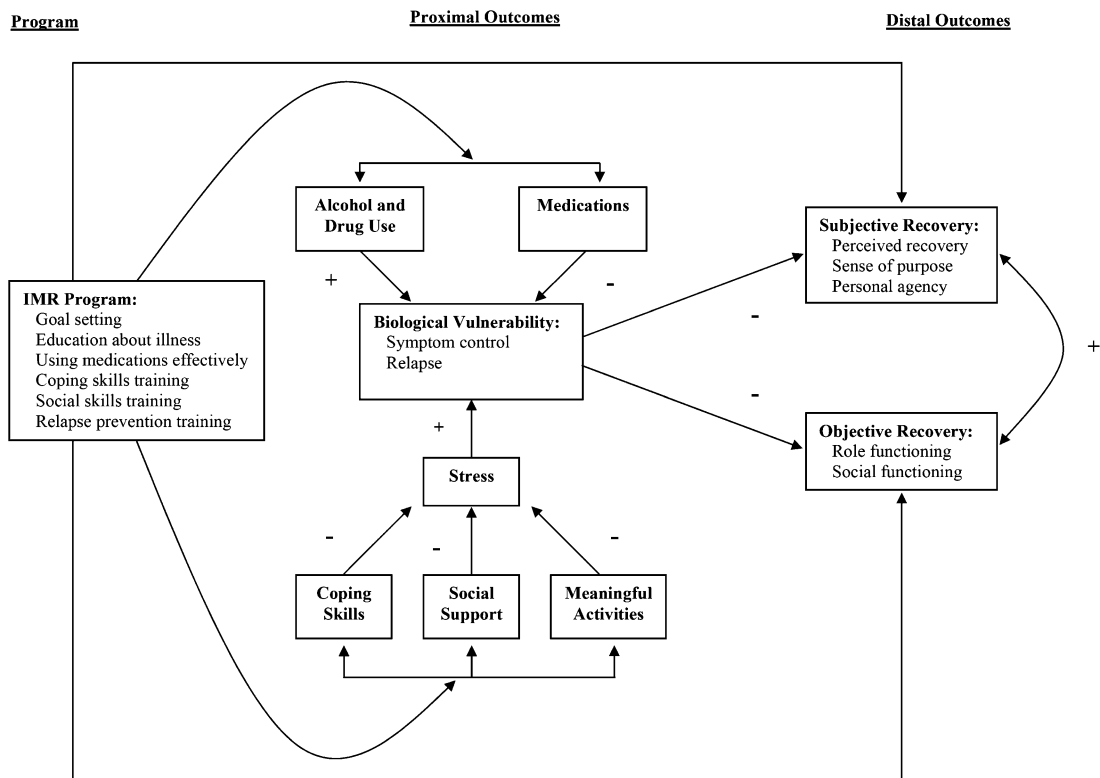 Program
Proximal Outcomes
Distal Outcomes
Alcohol and
Drug Use
Medications
+
-
IMR Program:
Goal setting
Education about illness
Using medications effectively
Coping skills training
Social skills training
Relapse prevention training
Biological Vulnerability:
Symptom control
Relapse
+
Stress
-
-
-
Coping
Skills
Social
Support
Meaningful
Activities
Subjective Recovery:
Perceived recovery
Sense of purpose
Personal agency
-
-
+
Objective Recovery:
Role functioning
Social functioning